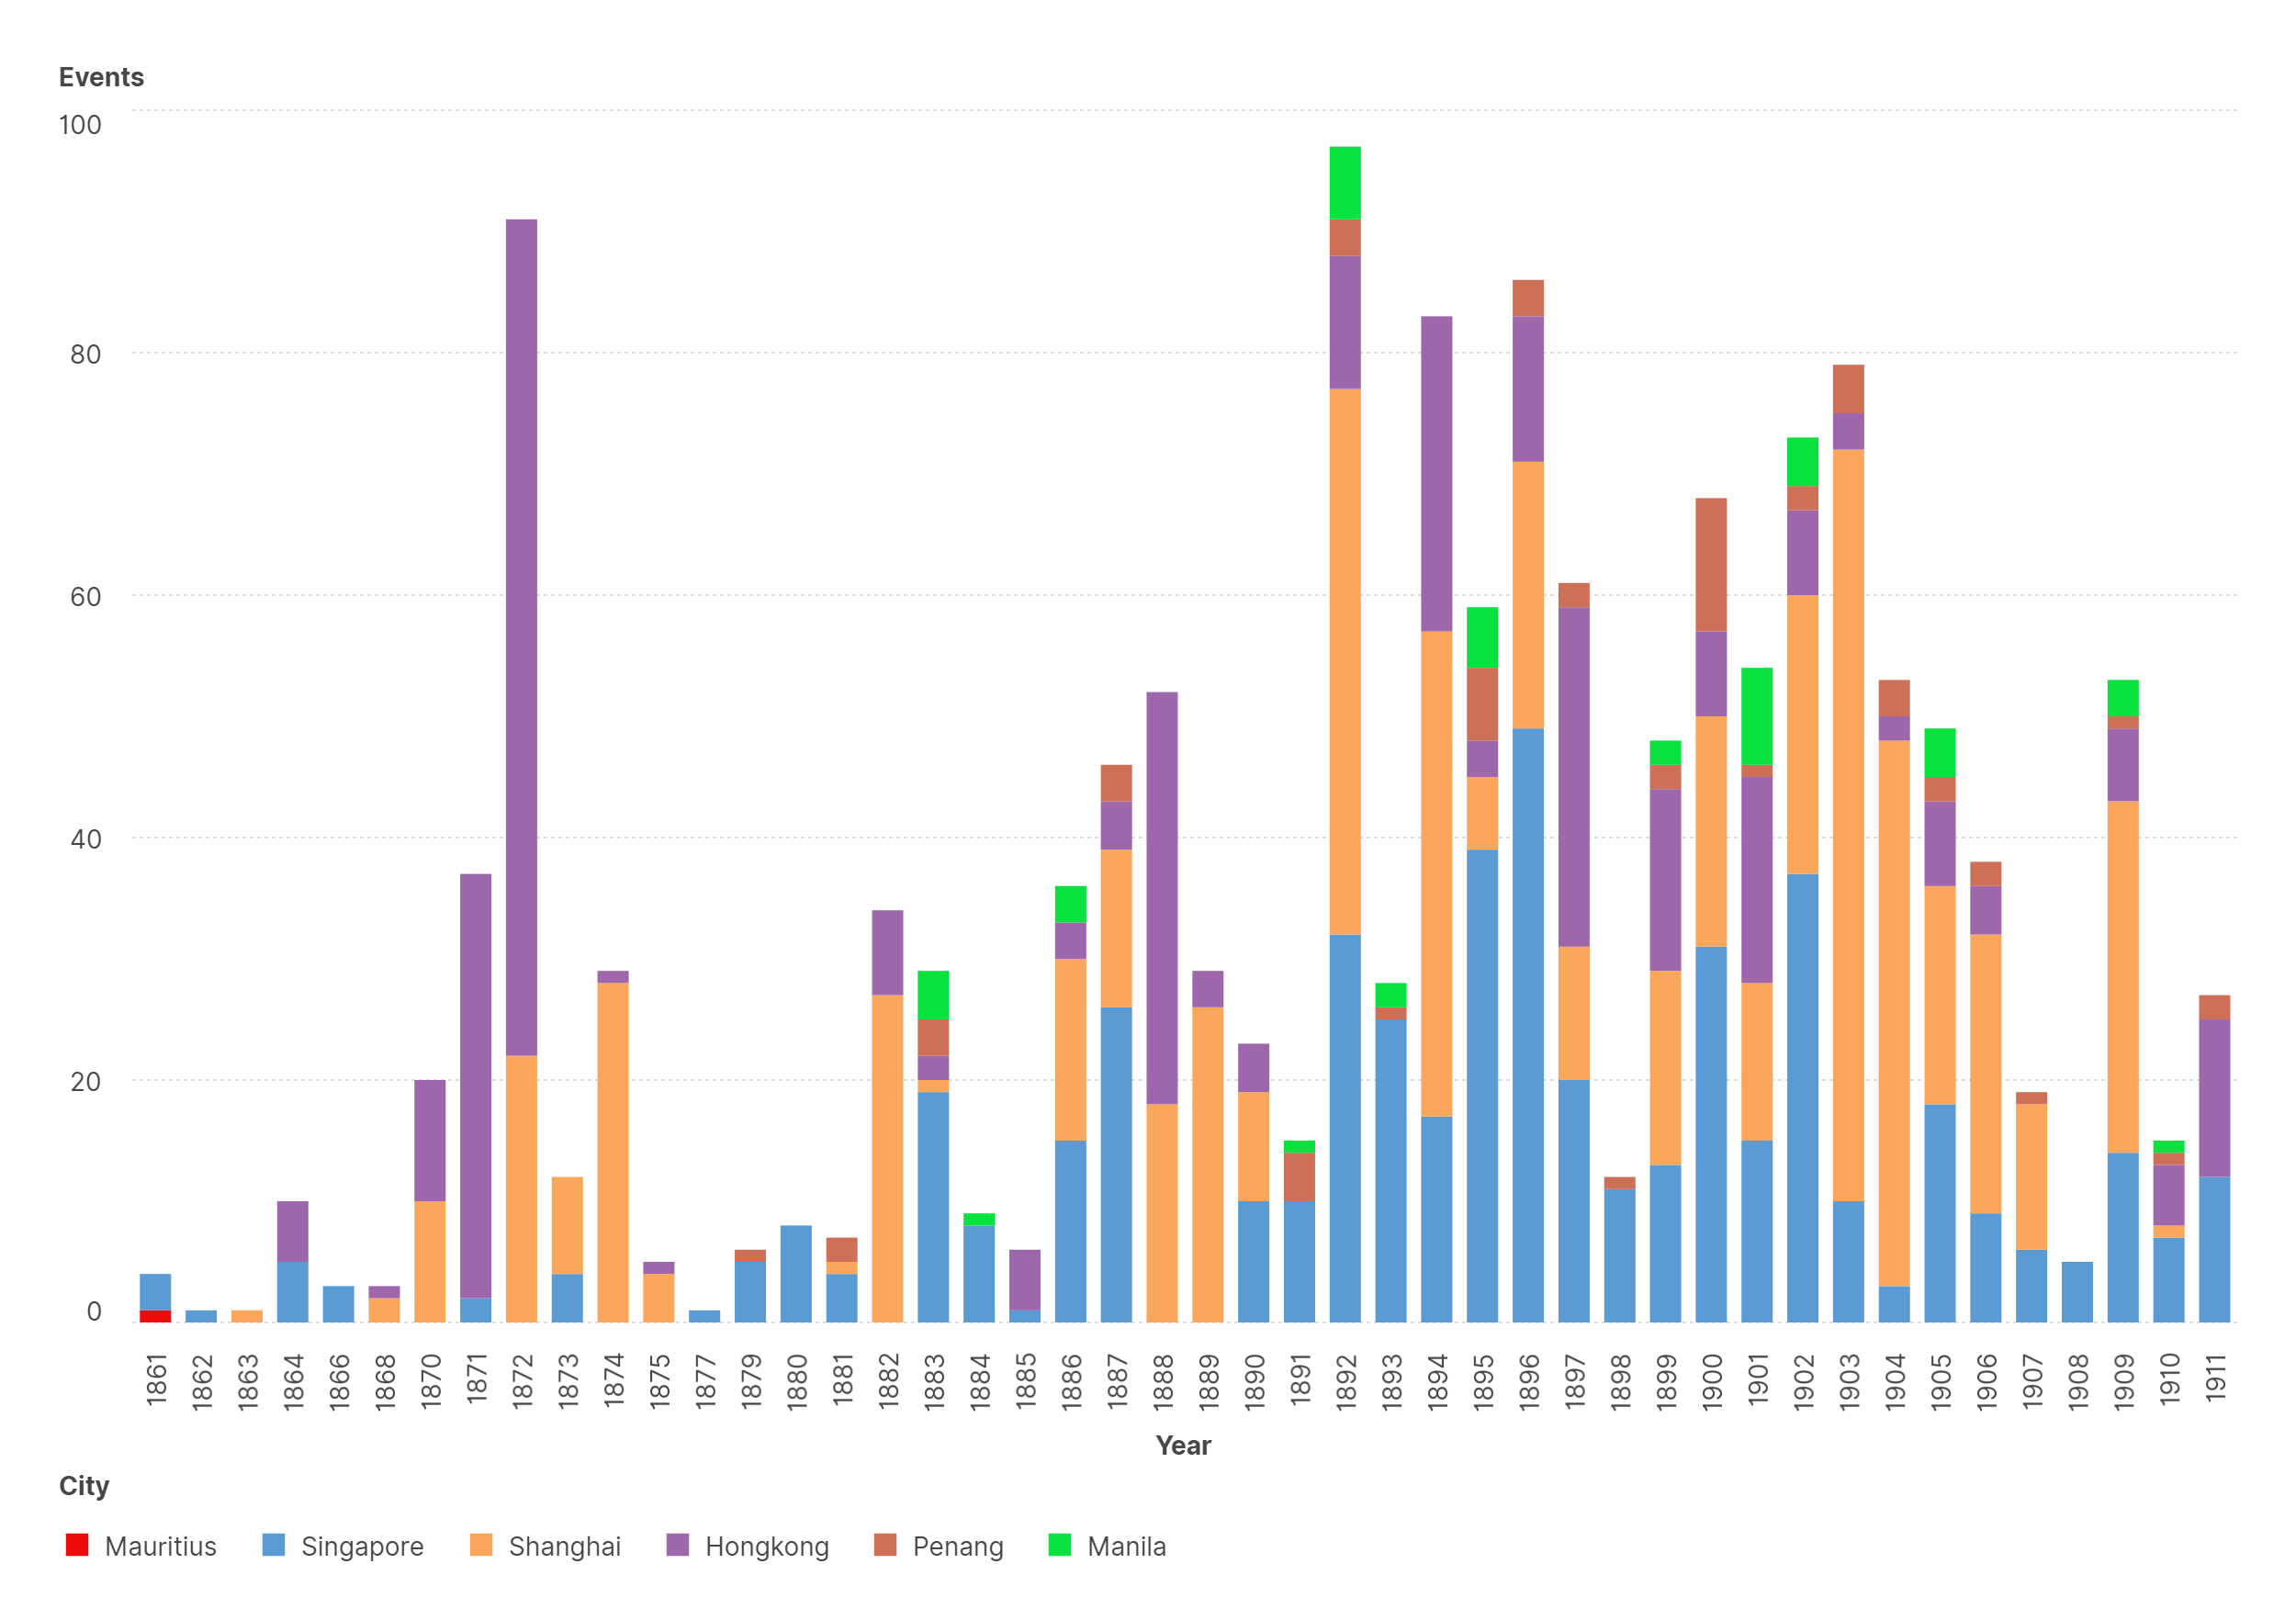 Events
100
80
60
40
20
0
1861 1862 1863 1864 1866 1868 1870 1871 1872 1873 1874 1875 1877 1879 1880 1881 1882 1883 1884 1885 1886 1887 1888 1889 1890 1891 1892 1893 1894 1895 1896 1897 1898 1899 1900 1901 1902 1903 1904 1905 1906 1907 1908 1909 1910 1911
Year
City
Mauritius Singapore Shanghai Hongkong Penang Manila